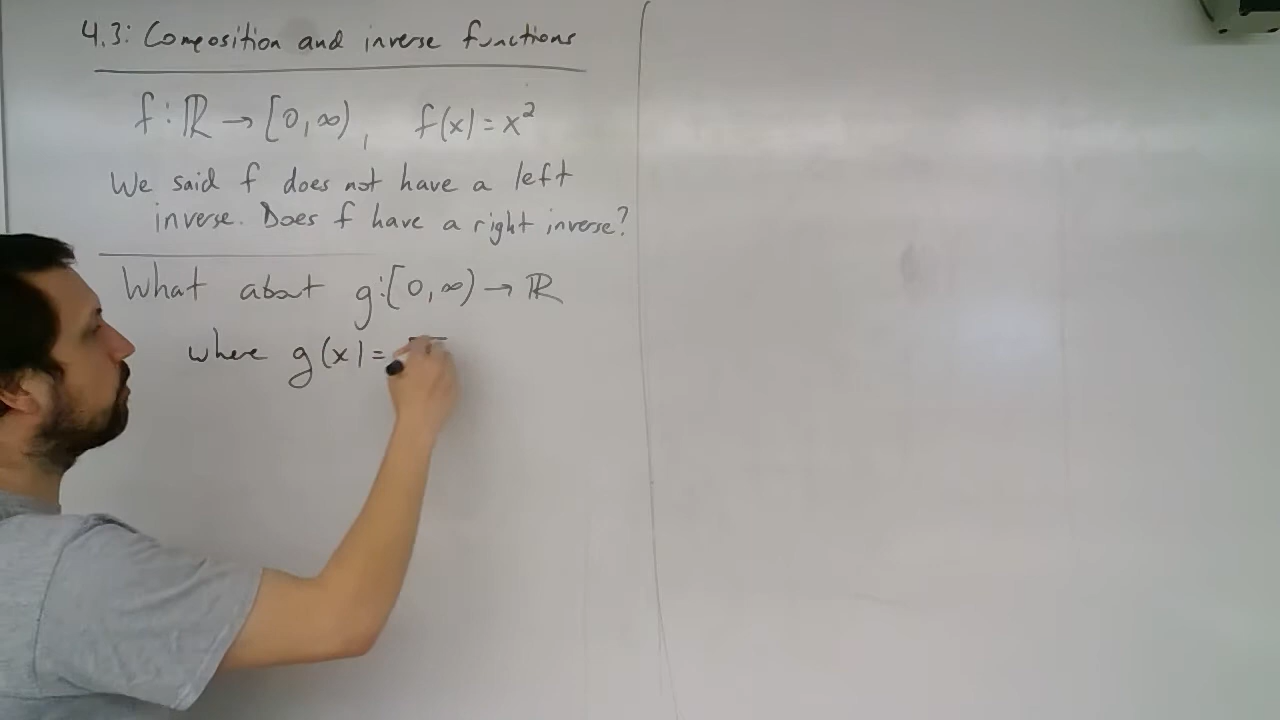 4.3: Composition and inverse functions
f: ℝ → [0,∞), f(x) = x²
We said f does not have a left
inverse. Does f have a right inverse?
What about g: [0,∞) → ℝ
where g(x) =